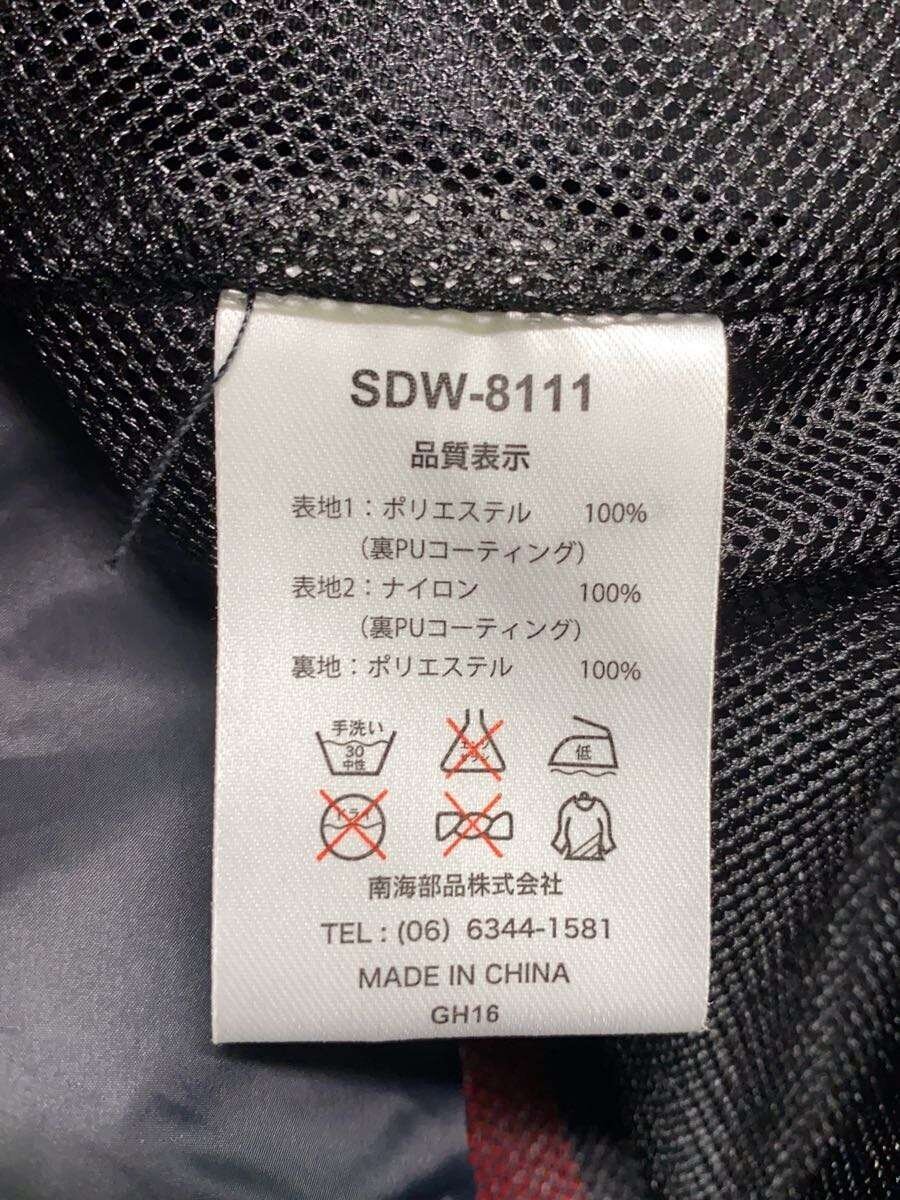 SDW-8111
品質表示
表地1：ポリエステル 100%
（裏PUコーティング）
表地2：ナイロン 100%
（裏PUコーティング）
裏地：ポリエステル 100%
手洗い
30
中性
低
ドライ
南海部品株式会社
TEL : (06) 6344-1581
MADE IN CHINA
GH16